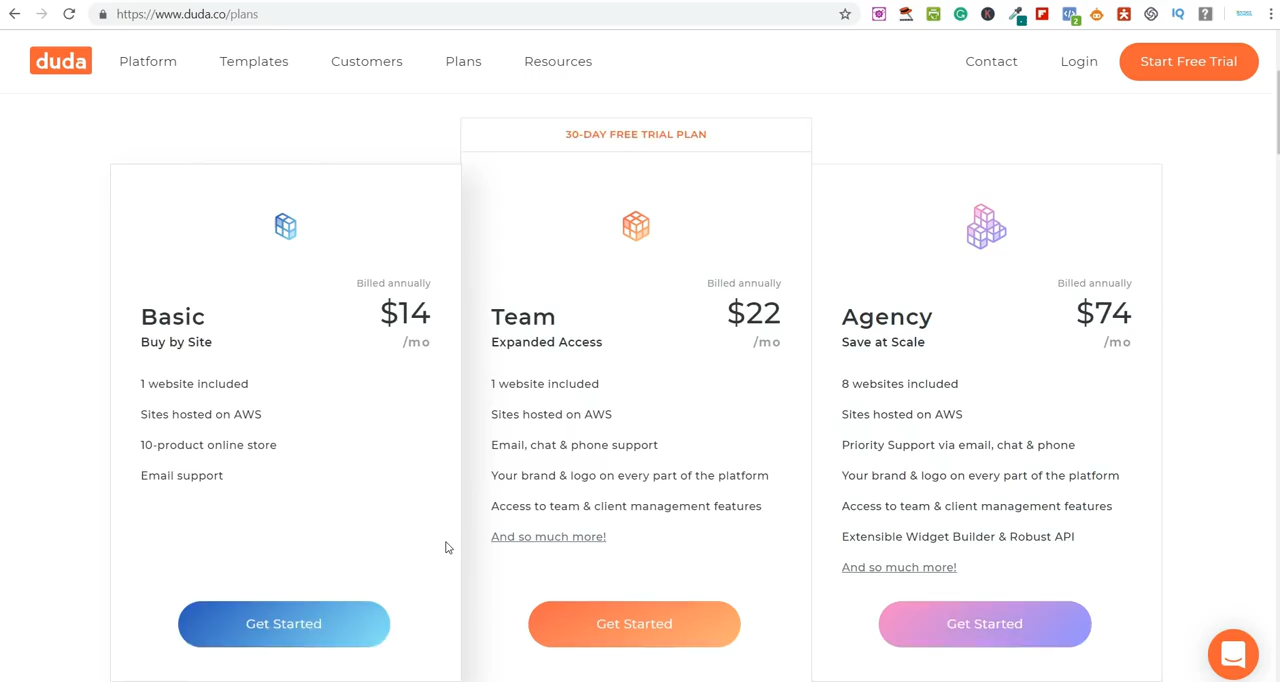 https://www.duda.co/plans
duda
Platform
Templates
Customers
Plans
Resources
Contact
Login
Start Free Trial
30-DAY FREE TRIAL PLAN
Billed annually
Basic
$14
Buy by Site
/mo
1 website included
Sites hosted on AWS
10-product online store
Email support
Get Started
Billed annually
Team
$22
Expanded Access
/mo
1 website included
Sites hosted on AWS
Email, chat & phone support
Your brand & logo on every part of the platform
Access to team & client management features
And so much more!
Get Started
Billed annually
Agency
$74
Save at Scale
/mo
8 websites included
Sites hosted on AWS
Priority Support via email, chat & phone
Your brand & logo on every part of the platform
Access to team & client management features
Extensible Widget Builder & Robust API
And so much more!
Get Started